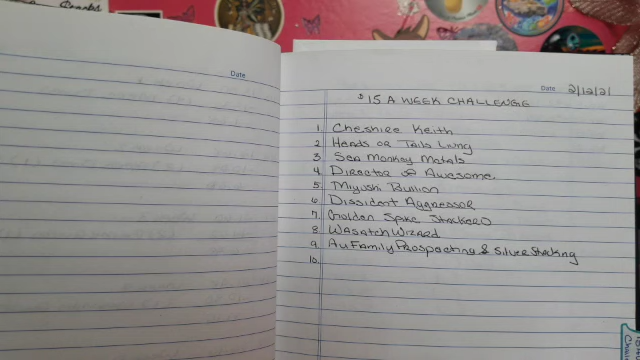 Date
Date 2/12/21
$15 A WEEK CHALLENGE
1. Cheshire Keith
2 Heads or Tails Living
3 Sea Monkey Metals
4 Director of Awesome.
5. Miyushi Bullion
6 Dissident Aggressor
7. Golden Spike Stacker
8 Wasatch Wizard
9. Au Family Prospecting & Silver Stacking
10.